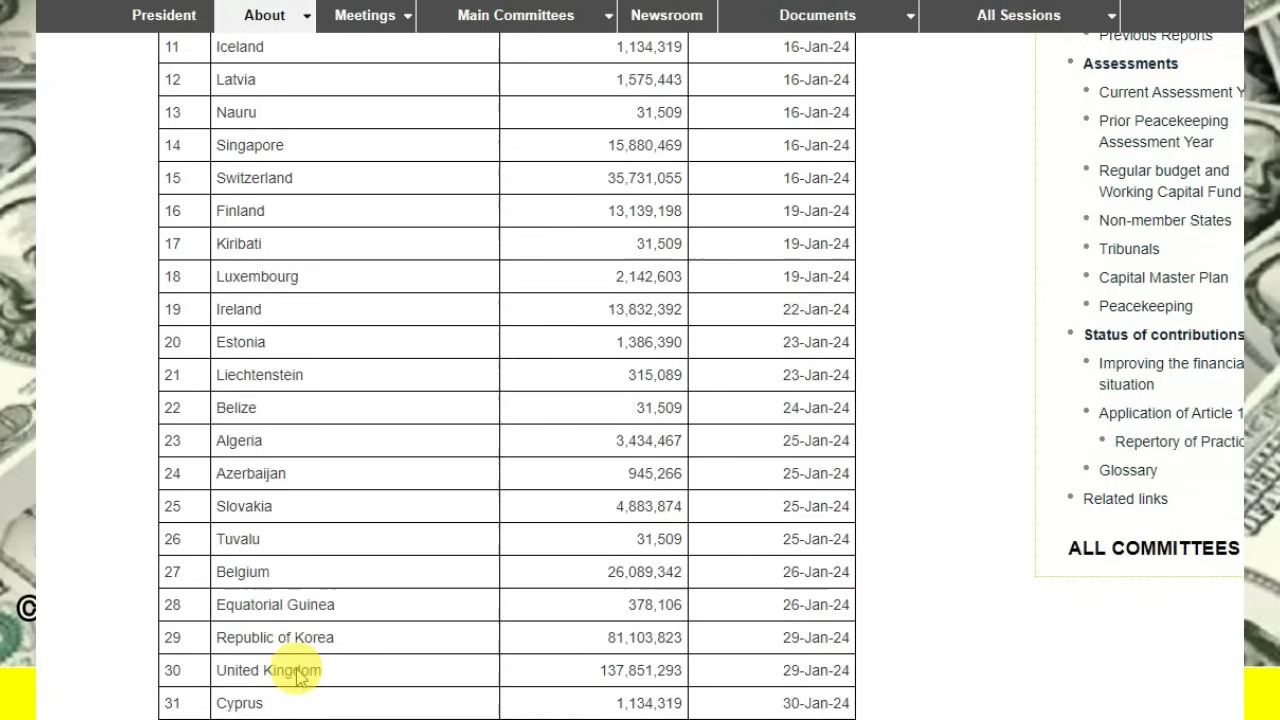 President About Meetings Main Committees Newsroom Documents All Sessions
11 Iceland 1,134,319 16-Jan-24
12 Latvia 1,575,443 16-Jan-24
13 Nauru 31,509 16-Jan-24
14 Singapore 15,880,469 16-Jan-24
15 Switzerland 35,731,055 16-Jan-24
16 Finland 13,139,198 19-Jan-24
17 Kiribati 31,509 19-Jan-24
18 Luxembourg 2,142,603 19-Jan-24
19 Ireland 13,832,392 22-Jan-24
20 Estonia 1,386,390 23-Jan-24
21 Liechtenstein 315,089 23-Jan-24
22 Belize 31,509 24-Jan-24
23 Algeria 3,434,467 25-Jan-24
24 Azerbaijan 945,266 25-Jan-24
25 Slovakia 4,883,874 25-Jan-24
26 Tuvalu 31,509 25-Jan-24
27 Belgium 26,089,342 26-Jan-24
28 Equatorial Guinea 378,106 26-Jan-24
29 Republic of Korea 81,103,823 29-Jan-24
30 United Kingdom 137,851,293 29-Jan-24
31 Cyprus 1,134,319 30-Jan-24
Previous Reports
Assessments
Current Assessment Y
Prior Peacekeeping
Assessment Year
Regular budget and
Working Capital Fund
Non-member States
Tribunals
Capital Master Plan
Peacekeeping
Status of contributions
Improving the financia
situation
Application of Article 1
Repertory of Practic
Glossary
Related links
ALL COMMITTEES
©